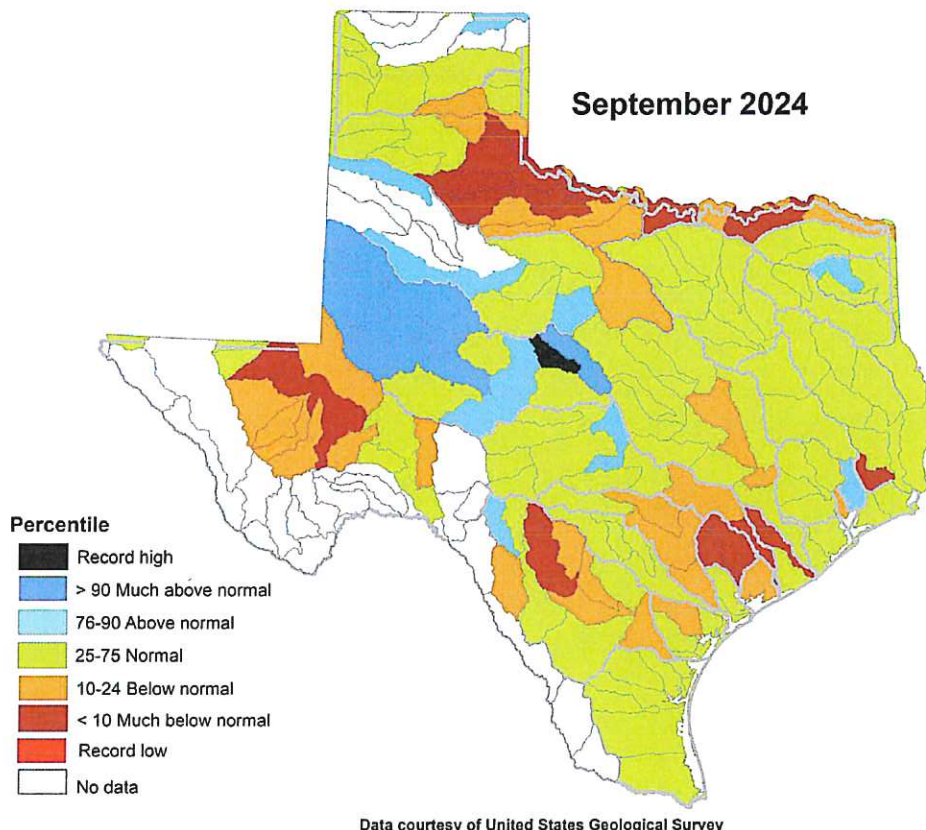 September 2024
Percentile
Record high
> 90 Much above normal
76-90 Above normal
25-75 Normal
10-24 Below normal
< 10 Much below normal
Record low
No data
Data courtesy of United States Geological Survey